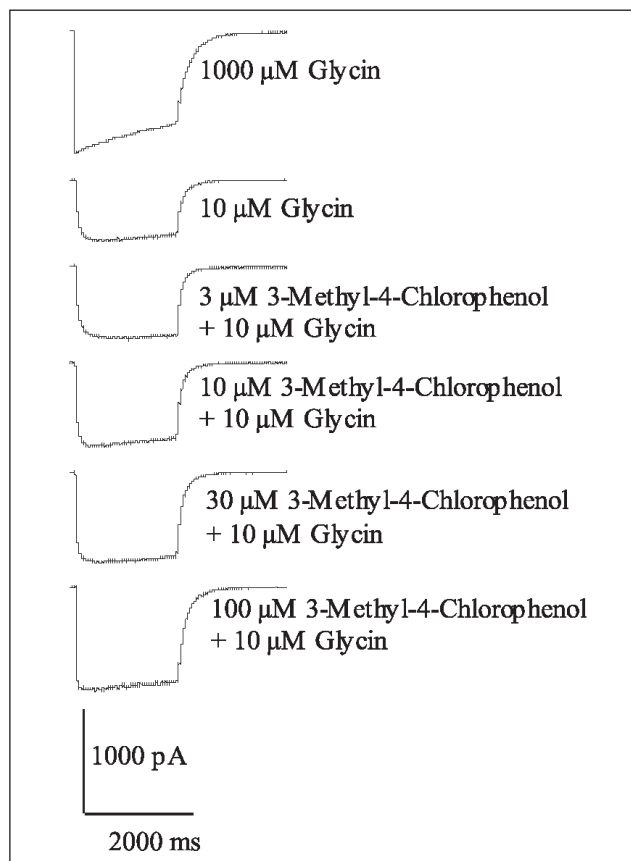 1000 µM Glycin
10 µM Glycin
3 µM 3-Methyl-4-Chlorophenol
+ 10 µM Glycin
10 µM 3-Methyl-4-Chlorophenol
+ 10 µM Glycin
30 µM 3-Methyl-4-Chlorophenol
+ 10 µM Glycin
100 µM 3-Methyl-4-Chlorophenol
+ 10 µM Glycin
1000 pA
2000 ms